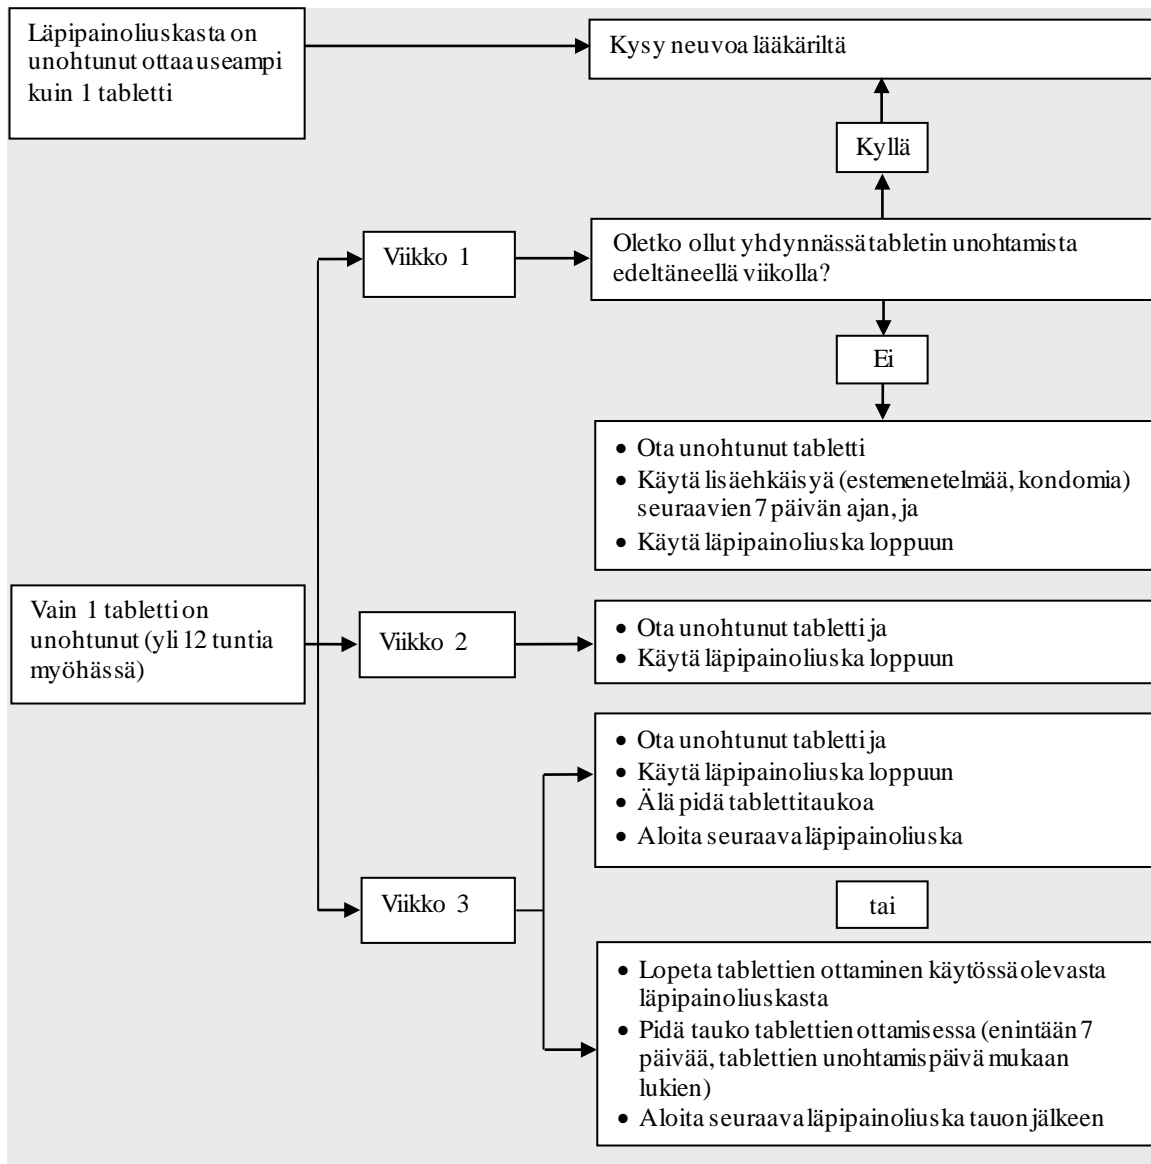 Läpipainoliuskasta on
unohtunut ottaa useampi
kuin 1 tabletti
Kysy neuvoa lääkäriltä
Kyllä
Viikko 1
Oletko ollut yhdynnässä tabletin unohtamista
edeltäneellä viikolla?
Ei
• Ota unohtunut tabletti
• Käytä lisäehkäisyä (estemenetelmää, kondomia)
seuraavien 7 päivän ajan, ja
• Käytä läpipainoliuska loppuun
Vain 1 tabletti on
unohtunut (yli 12 tuntia
myöhässä)
Viikko 2
• Ota unohtunut tabletti ja
• Käytä läpipainoliuska loppuun
• Ota unohtunut tabletti ja
• Käytä läpipainoliuska loppuun
• Älä pidä tablettitaukoa
• Aloita seuraava läpipainoliuska
Viikko 3
tai
• Lopeta tablettien ottaminen käytössä olevasta
läpipainoliuskasta
• Pidä tauko tablettien ottamisessa (enintään 7
päivää, tablettien unohtamispäivä mukaan
lukien)
• Aloita seuraava läpipainoliuska tauon jälkeen